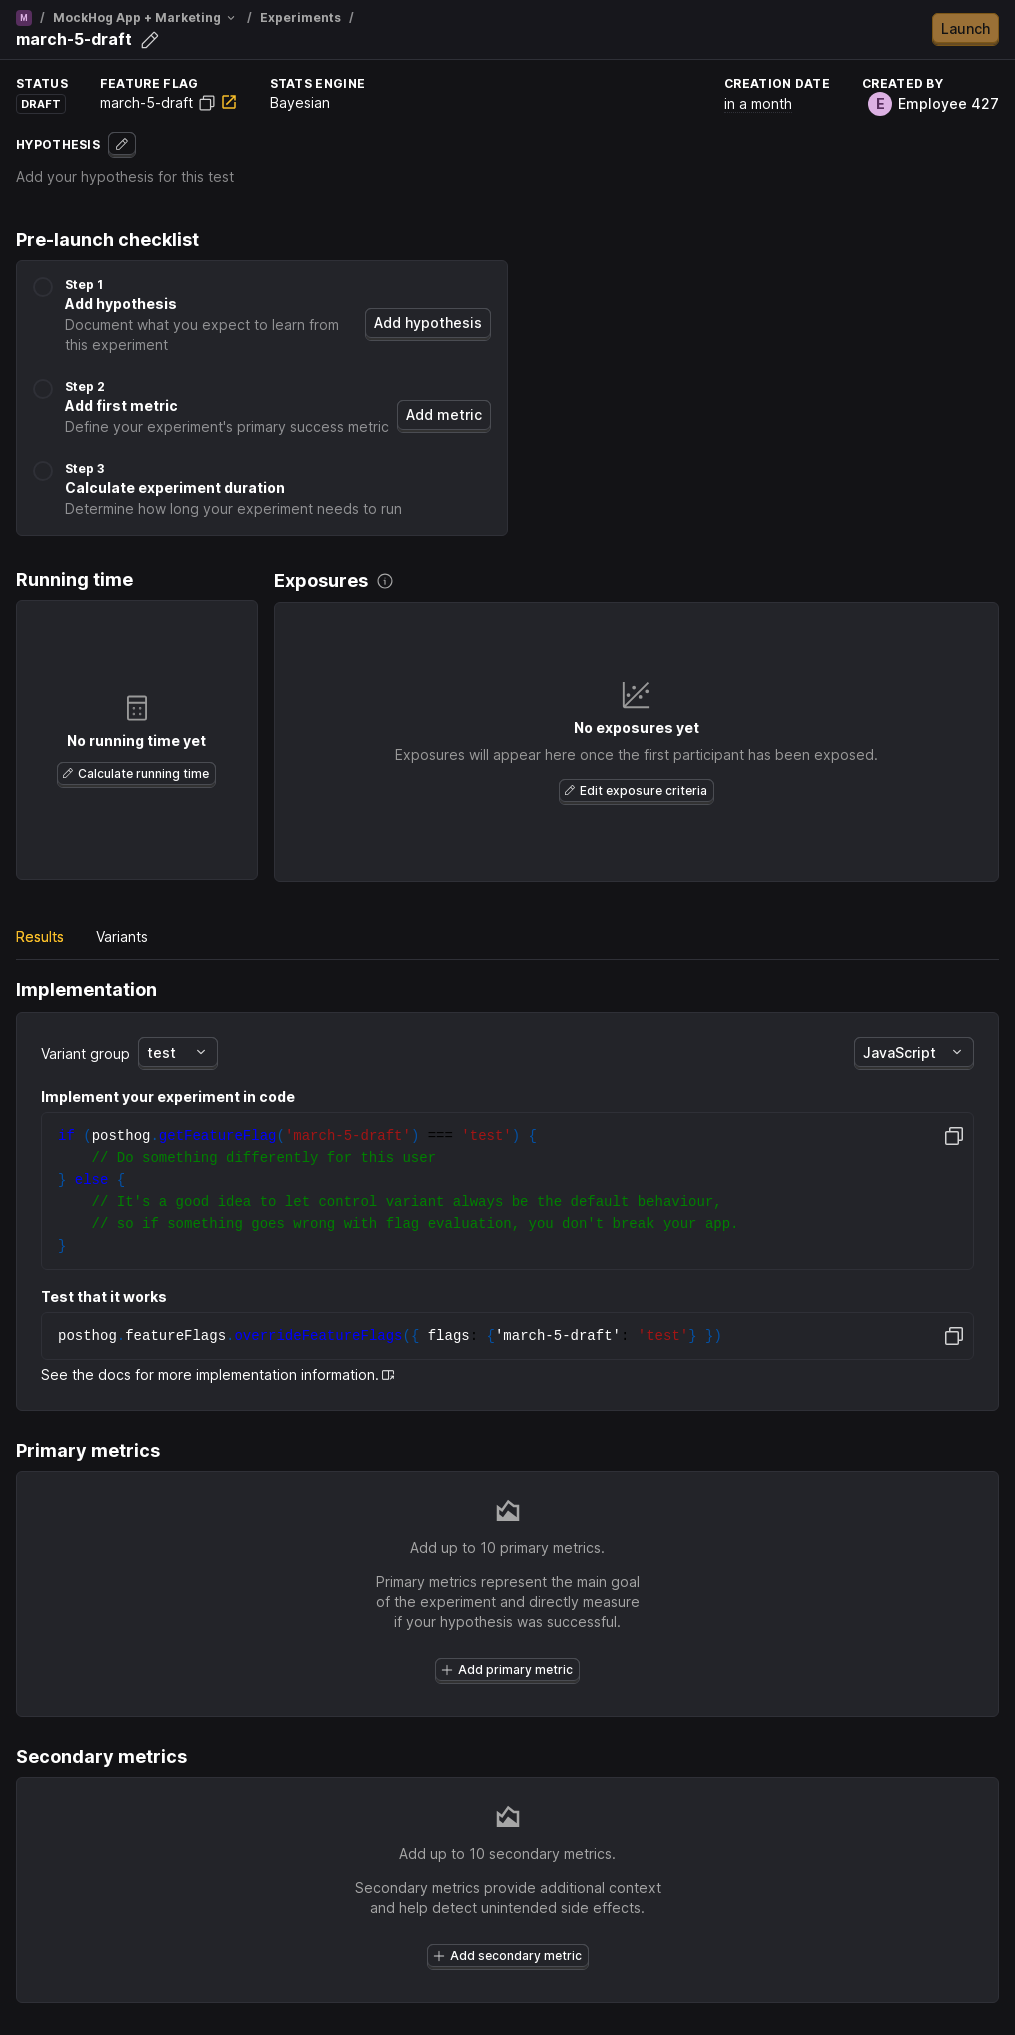 M / MockHog App + Marketing / Experiments /
march-5-draft
Launch
STATUS
DRAFT
FEATURE FLAG
march-5-draft
STATS ENGINE
Bayesian
CREATION DATE
in a month
CREATED BY
E Employee 427
HYPOTHESIS
Add your hypothesis for this test
Pre-launch checklist
Step 1
Add hypothesis
Document what you expect to learn from
this experiment
Add hypothesis
Step 2
Add first metric
Define your experiment's primary success metric
Add metric
Step 3
Calculate experiment duration
Determine how long your experiment needs to run
Running time
No running time yet
Calculate running time
Exposures
No exposures yet
Exposures will appear here once the first participant has been exposed.
Edit exposure criteria
Results Variants
Implementation
Variant group test JavaScript
Implement your experiment in code
if (posthog.getFeatureFlag('march-5-draft') === 'test') {
// Do something differently for this user
} else {
// It's a good idea to let control variant always be the default behaviour,
// so if something goes wrong with flag evaluation, you don't break your app.
}
Test that it works
posthog.featureFlags.overrideFeatureFlags({ flags: {'march-5-draft': 'test'} })
See the docs for more implementation information.
Primary metrics
Add up to 10 primary metrics.
Primary metrics represent the main goal
of the experiment and directly measure
if your hypothesis was successful.
Add primary metric
Secondary metrics
Add up to 10 secondary metrics.
Secondary metrics provide additional context
and help detect unintended side effects.
Add secondary metric